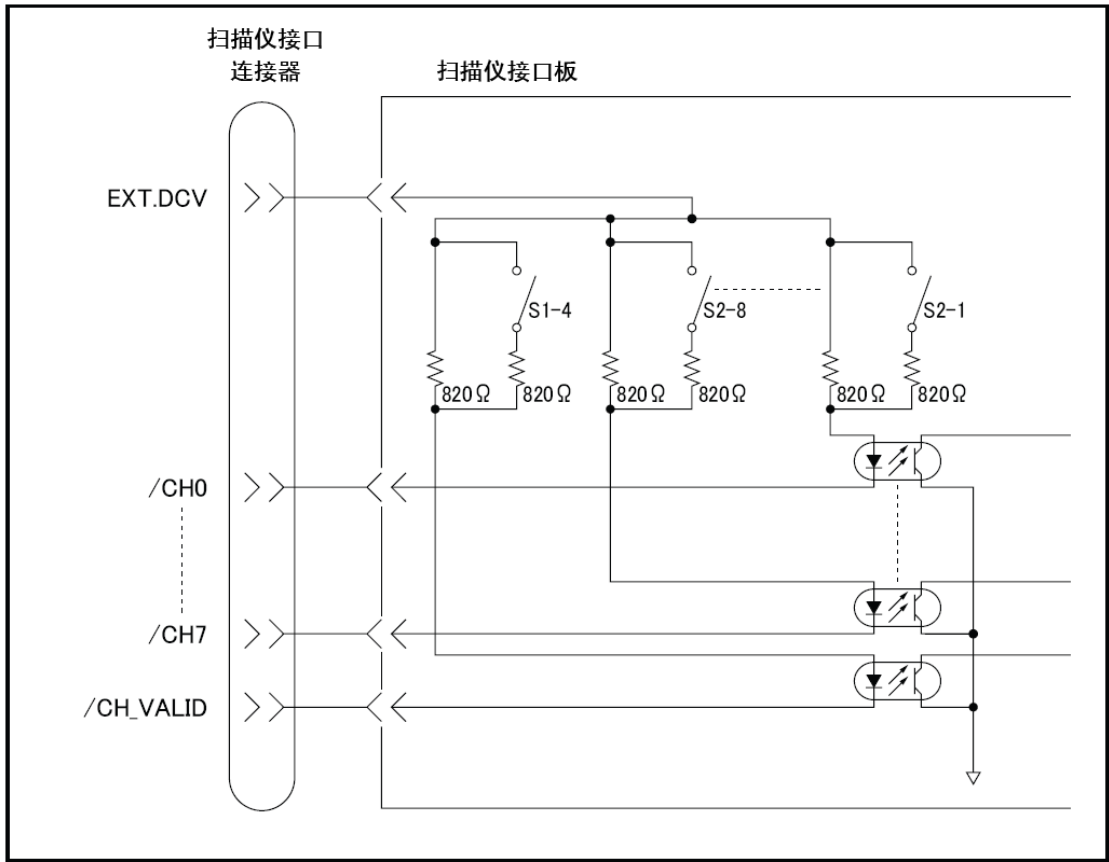 扫描仪接口
连接器
扫描仪接口板
EXT.DCV
S1-4
S2-8
S2-1
820Ω
820Ω
820Ω
820Ω
820Ω
820Ω
/CH0
/CH7
/CH_VALID